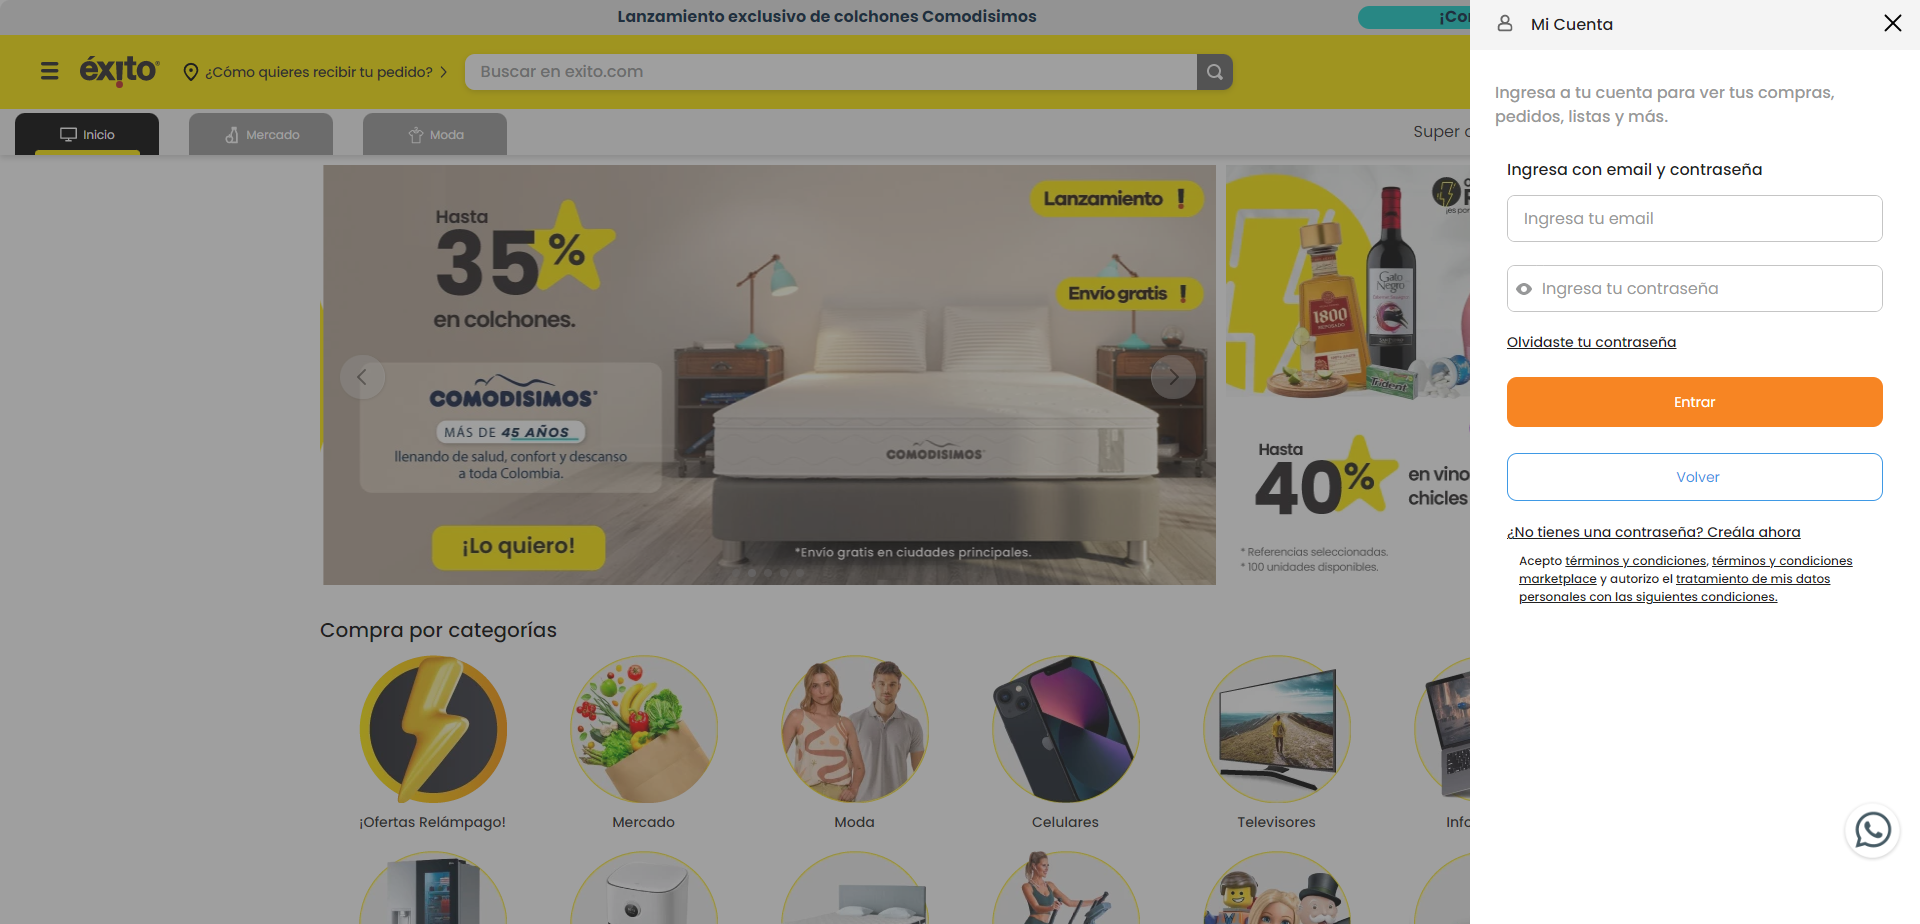 Lanzamiento exclusivo de colchones Comodisimos
éxito
¿Cómo quieres recibir tu pedido?
Buscar en exito.com
Inicio
Mercado
Moda
Super
Hasta
35%
en colchones.
COMODISIMOS
MÁS DE 45 AÑOS
llenando de salud, confort y descanso
a toda Colombia.
¡Lo quiero!
Lanzamiento !
Envío gratis !
COMODISIMOS
*Envío gratis en ciudades principales.
1800
Gato
Negro
Trident
Hasta
40%
en vino
chicles
* Referencias seleccionadas.
* 100 unidades disponibles.
Compra por categorías
¡Ofertas Relámpago!
Mercado
Moda
Celulares
Televisores
Mi Cuenta
Ingresa a tu cuenta para ver tus compras,
pedidos, listas y más.
Ingresa con email y contraseña
Ingresa tu email
Ingresa tu contraseña
Olvidaste tu contraseña
Entrar
Volver
¿No tienes una contraseña? Creála ahora
Acepto términos y condiciones, términos y condiciones
marketplace y autorizo el tratamiento de mis datos
personales con las siguientes condiciones.